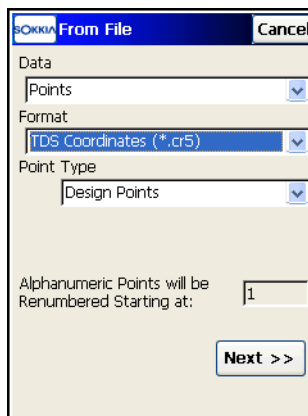 SOKKIA From File Cancel
Data
Points
Format
TDS Coordinates (*.cr5)
Point Type
Design Points
Alphanumeric Points will be
Renumbered Starting at:
1
Next >>